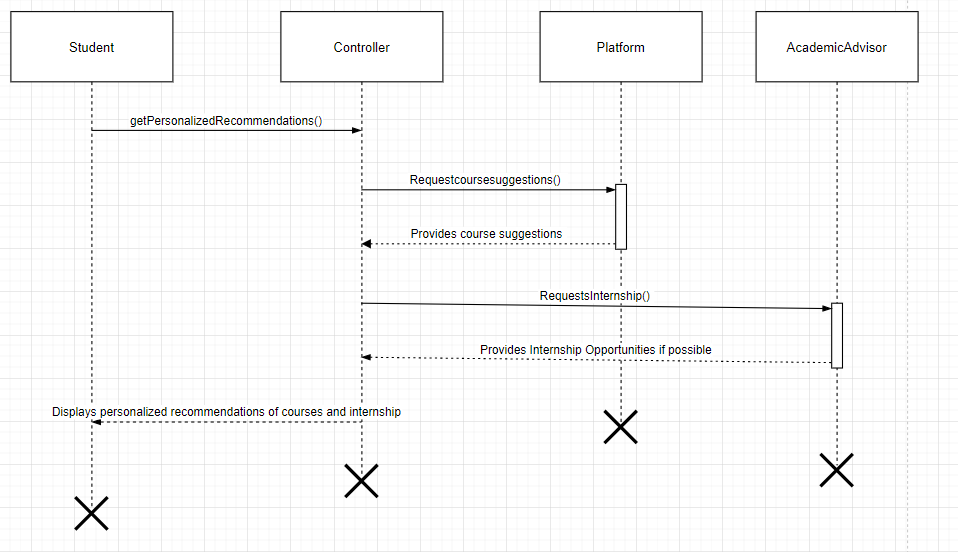 Student
Controller
Platform
AcademicAdvisor
getPersonalizedRecommendations()
Requestcoursesuggestions()
Provides course suggestions
RequestsInternship()
Provides Internship Opportunities if possible
Displays personalized recommendations of courses and internship